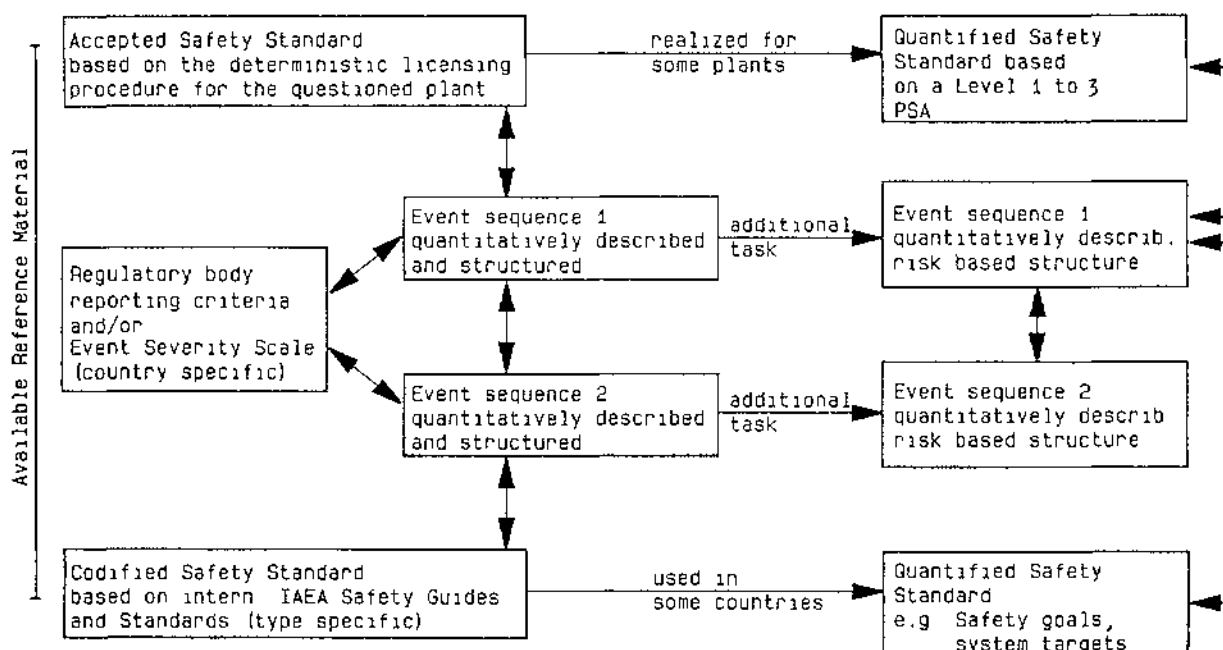 Accepted Safety Standard
based on the deterministic licensing
procedure for the questioned plant
realized for
some plants
Quantified Safety
Standard based
on a Level 1 to 3
PSA
Available Reference Material
Event sequence 1
quantitatively described
and structured
additional
task
Event sequence 1
quantitatively describ.
risk based structure
Regulatory body
reporting criteria
and/or
Event Severity Scale
(country specific)
Event sequence 2
quantitatively described
and structured
additional
task
Event sequence 2
quantitatively describ
risk based structure
Codified Safety Standard
based on intern IAEA Safety Guides
and Standards (type specific)
used in
some countries
Quantified Safety
Standard
e.g Safety goals,
system targets